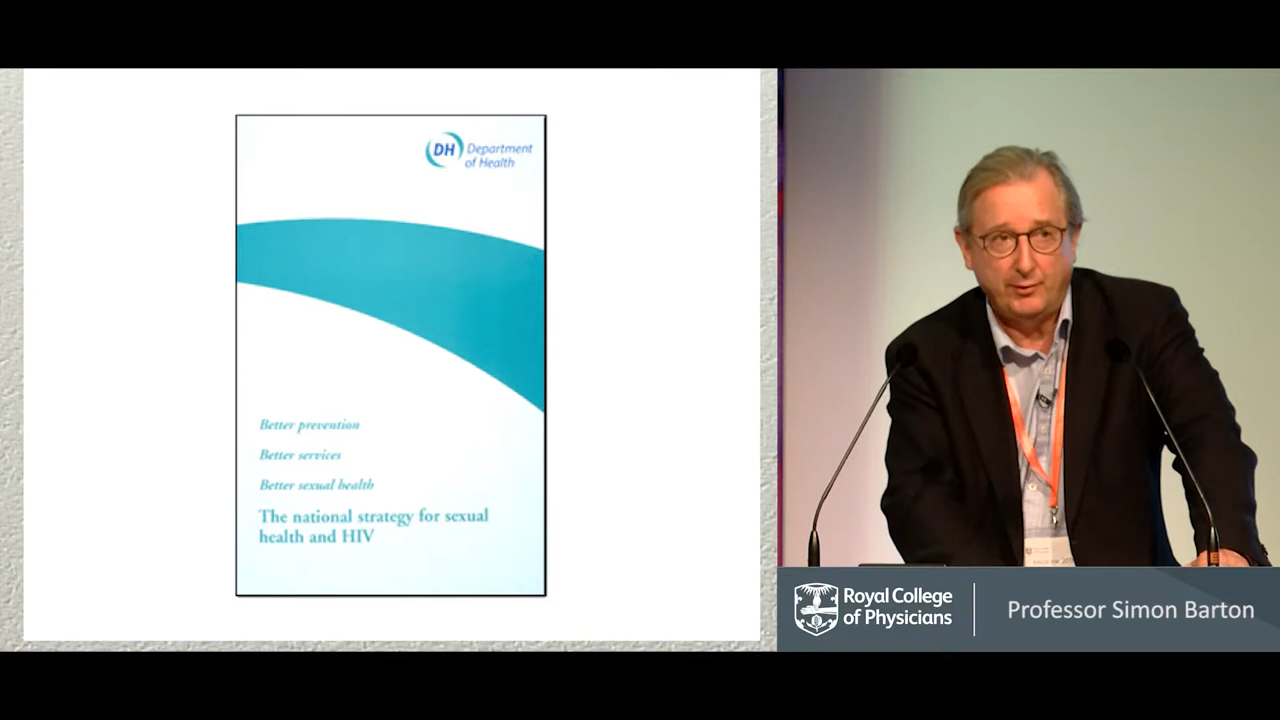 DH Department
of Health
Better prevention
Better services
Better sexual health
The national strategy for sexual
health and HIV
Royal College
of Physicians
Professor Simon Barton